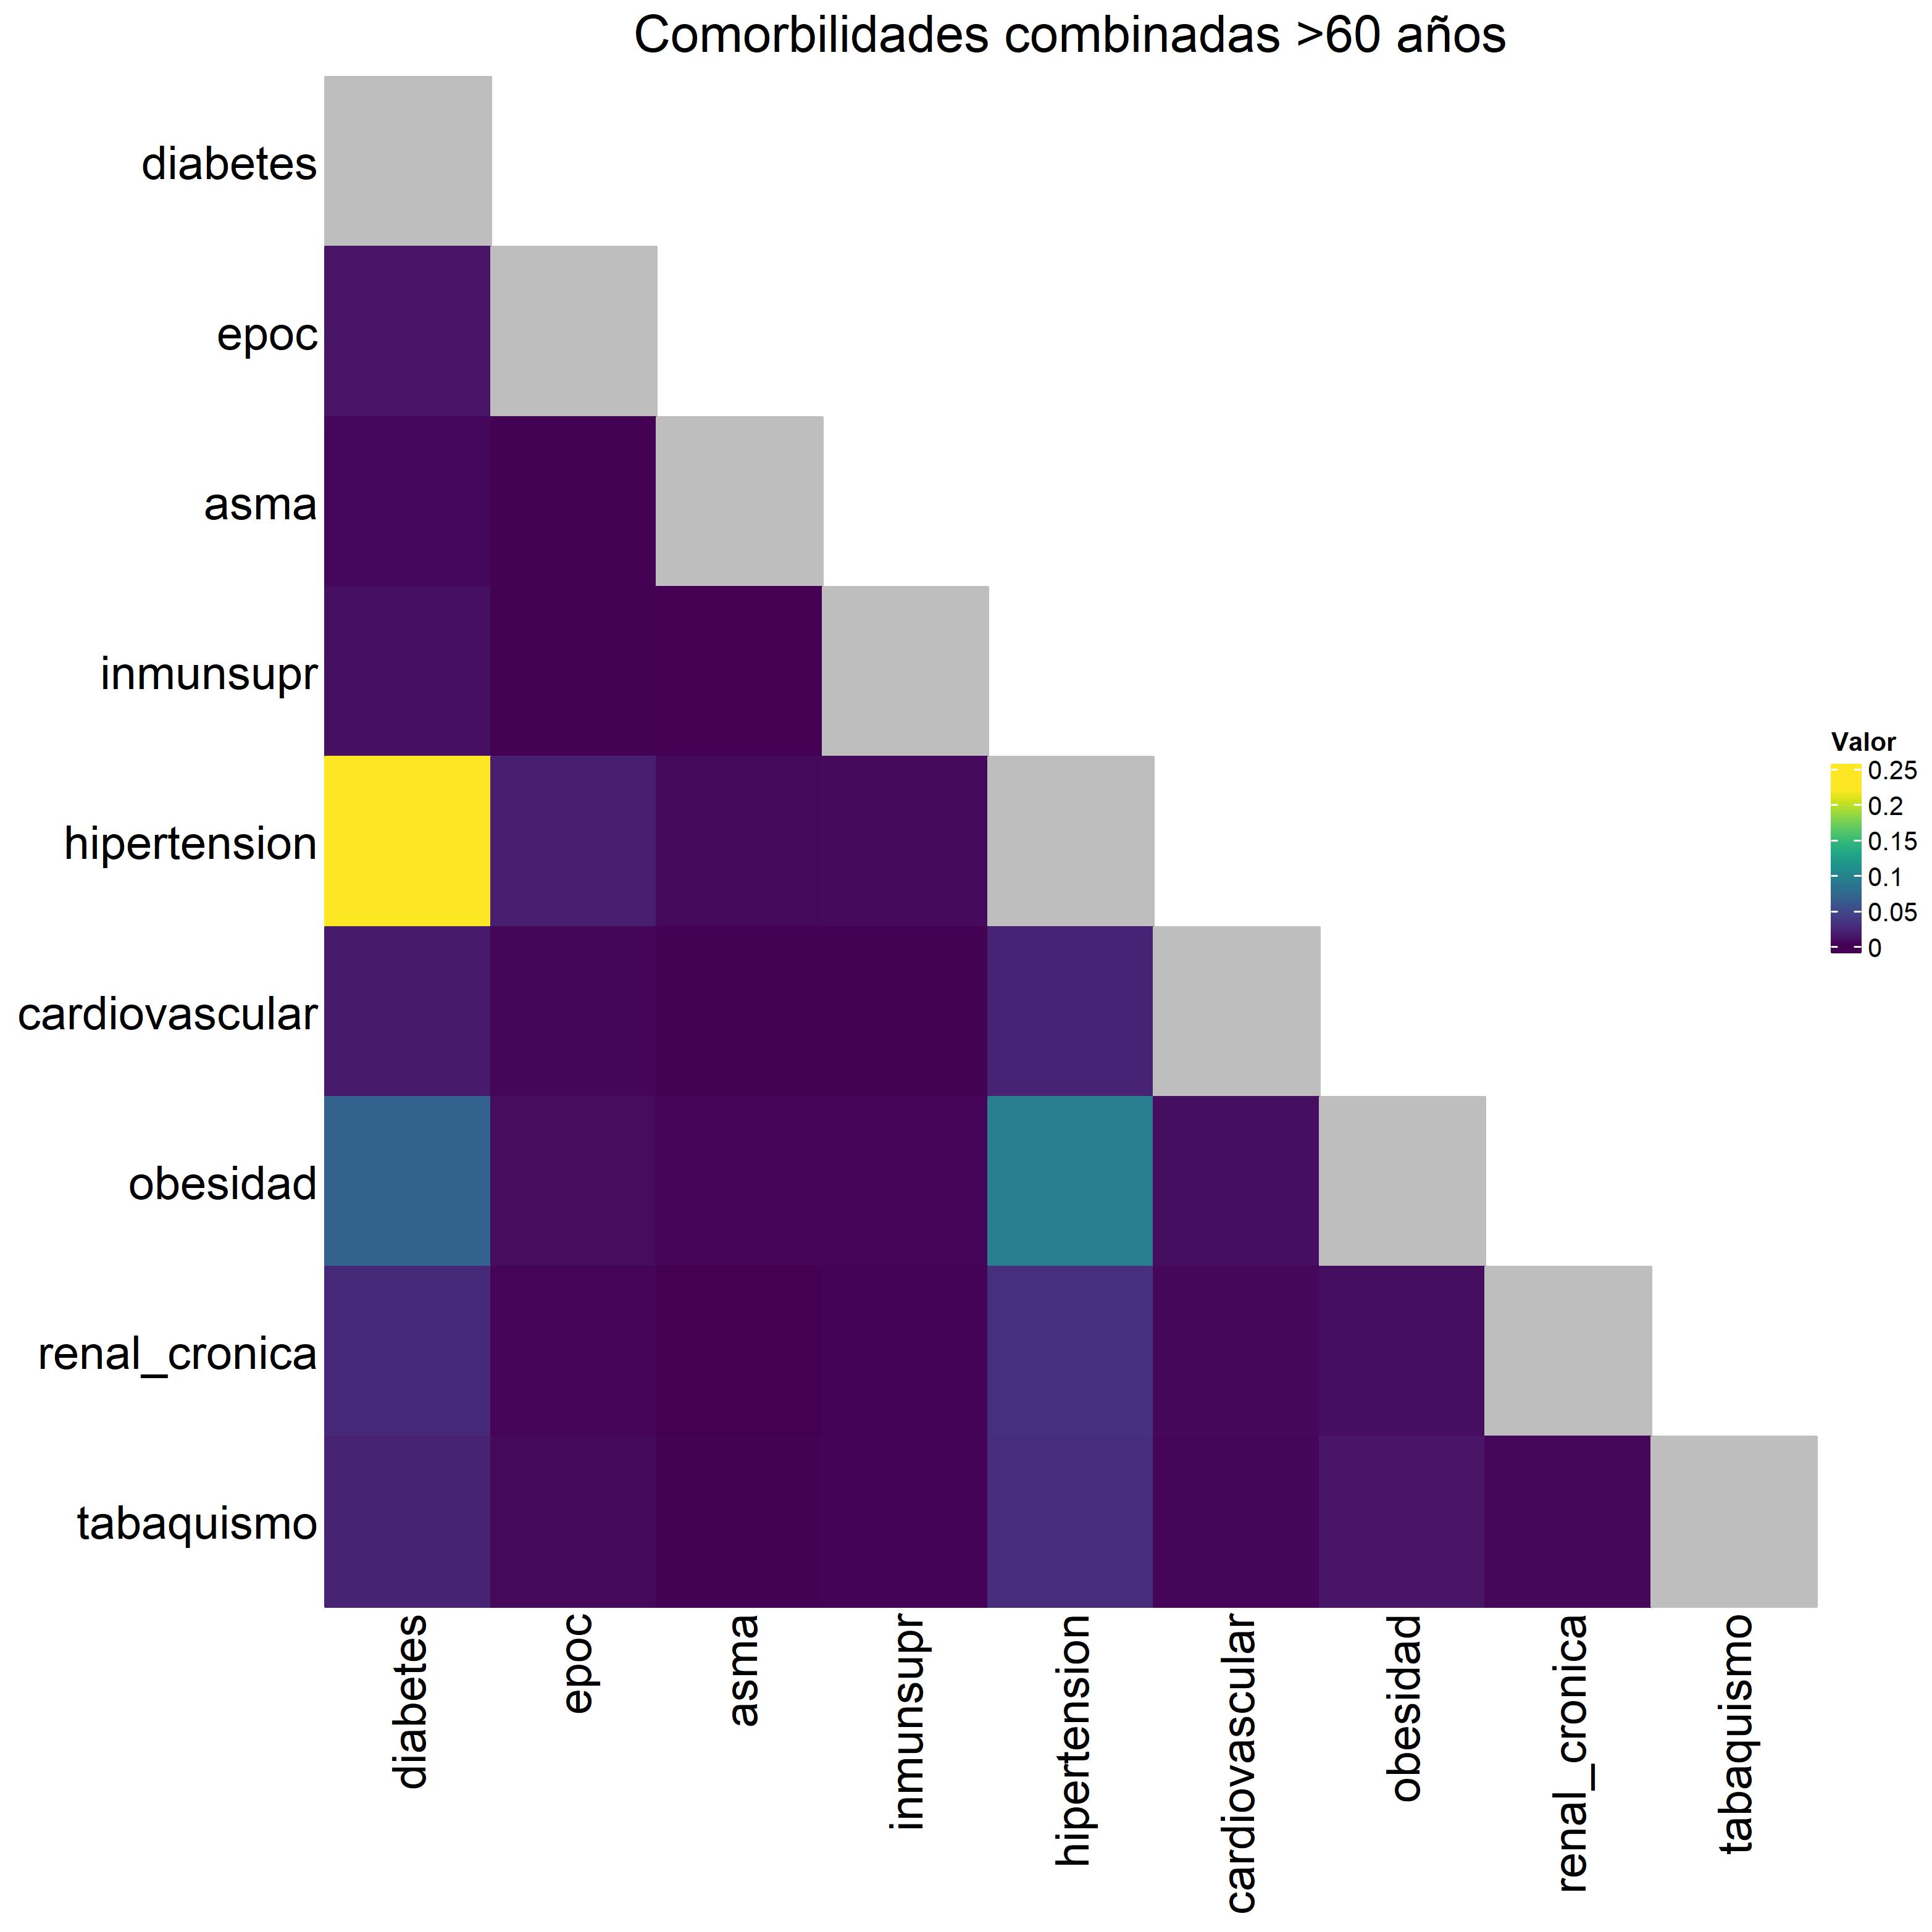 Comorbilidades combinadas >60 años
diabetes
epoc
asma
inmunsupr
hipertension
cardiovascular
obesidad
renal_cronica
tabaquismo
diabetes
epoc
asma
inmunsupr
hipertension
cardiovascular
obesidad
renal_cronica
tabaquismo
Valor
0.25
0.2
0.15
0.1
0.05
0